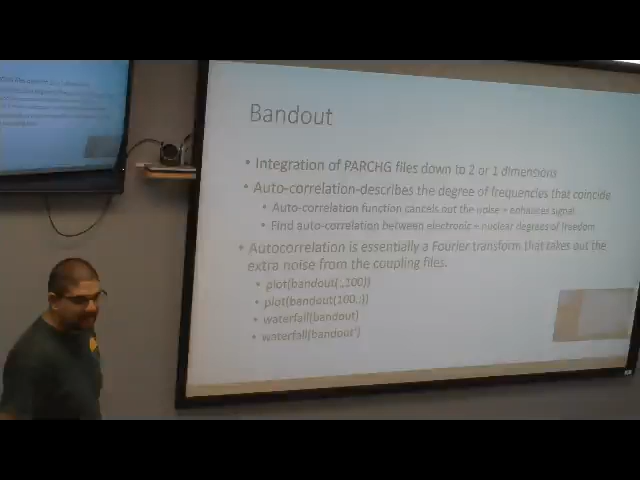 Bandout
• Integration of PARCHG files down to 2 or 1 dimensions
• Auto-correlation-describes the degree of frequencies that coincide
• Auto-correlation function cancels out the noise + enhances signal
• Find auto-correlation between electronic + nuclear degrees of freedom
• Autocorrelation is essentially a Fourier transform that takes out the
extra noise from the coupling files.
• plot(bandout(:,100))
• plot(bandout(100,:))
• waterfall(bandout)
• waterfall(bandout')